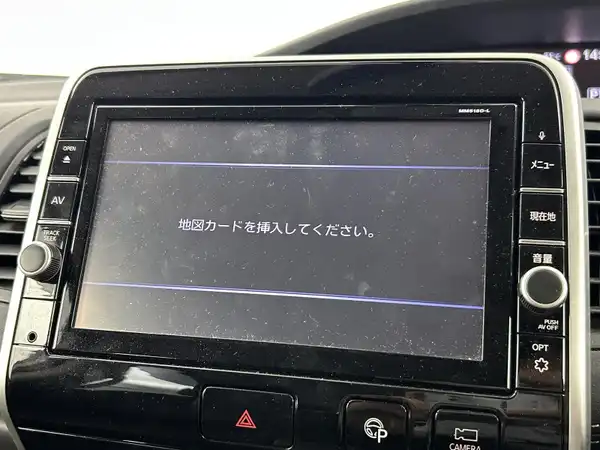 MM518D-L
OPEN
AV
TRACK
SEEK
地図カードを挿入してください。
メニュー
現在地
音量
PUSH
AV OFF
OPT
P
CAMERA